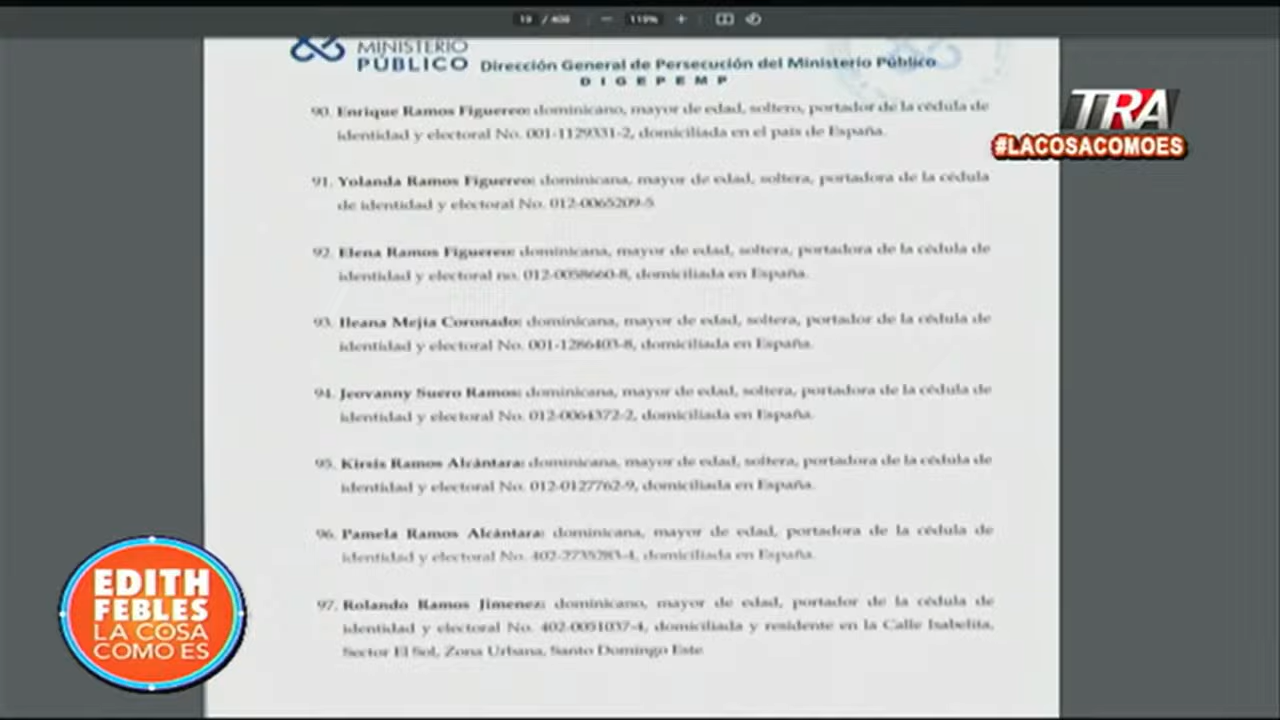 19 / 408 — 119% +
MINISTERIO
PÚBLICO Dirección General de Persecución del Ministerio Público
DIGEPEMP
90. Enrique Ramos Figuereo: dominicano, mayor de edad, soltero, portador de la cédula de
identidad y electoral No. 001-1129331-2, domiciliada en el país de España.
91. Yolanda Ramos Figuereo: dominicana, mayor de edad, soltera, portadora de la cédula
de identidad y electoral No. 012-0065209-5
92. Elena Ramos Figuereo: dominicana, mayor de edad, soltera, portadora de la cédula de
identidad y electoral no. 012-0058660-8, domiciliada en España.
93. Ileana Mejía Coronado: dominicana, mayor de edad, soltera, portador de la cédula de
identidad y electoral No. 001-1286403-8, domiciliada en España.
94. Jeovanny Suero Ramos: dominicana, mayor de edad, soltera, portadora de la cédula de
identidad y electoral No. 012-0064372-2, domiciliada en España.
95. Kirsis Ramos Alcántara: dominicana, mayor de edad, soltera, portadora de la cédula de
identidad y electoral No. 012-0127762-9, domiciliada en España.
96. Pamela Ramos Alcántara: dominicana, mayor de edad, portadora de la cédula de
identidad y electoral No. 402-2735283-4, domiciliada en España.
97. Rolando Ramos Jimenez: dominicano, mayor de edad, portador de la cédula de
identidad y electoral No. 402-0051037-4, domiciliada y residente en la Calle Isabelita,
Sector El Sol, Zona Urbana, Santo Domingo Este
TRA
#LACOSACOMOES
EDITH
FEBLES
LA COSA
COMO ES